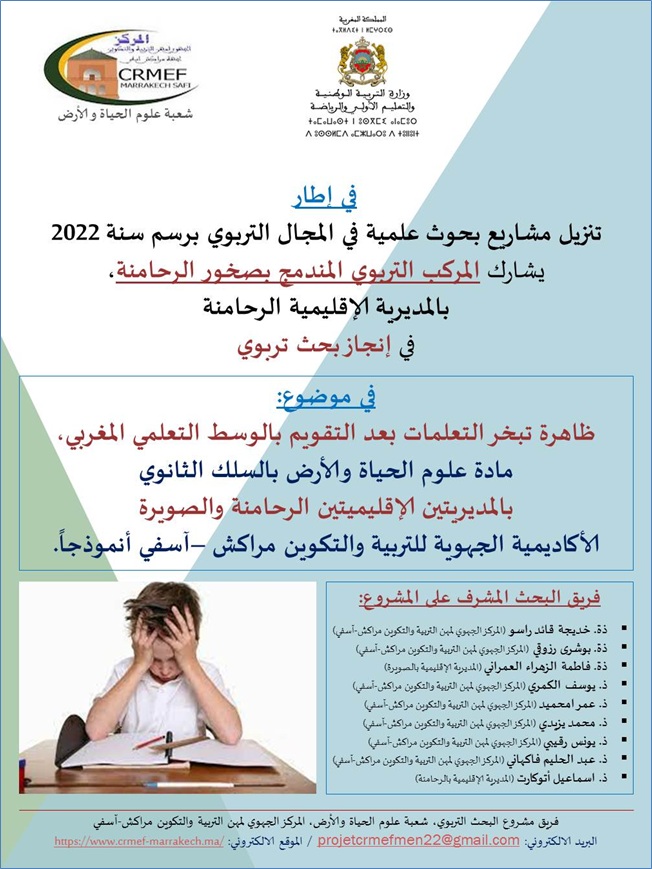 المملكة المغربية
ⵜⴰⴳⵍⴷⵉⵜ ⵏ ⵍⵎⵖⵔⵉⴱ
وزارة التربية الوطنية
والتعليم الأولي والرياضة
المركز
CRMEF
MARRAKECH SAFI
شعبة علوم الحياة والأرض
في إطار
تنزيل مشاريع بحوث علمية في المجال التربوي برسم سنة 2022
يشارك المركب التربوي المندمج بصخور الرحامنة،
بالمديرية الإقليمية الرحامنة
في إنجاز بحث تربوي
في موضوع:
ظاهرة تبخر التعلمات بعد التقويم بالوسط التعلمي المغربي،
مادة علوم الحياة والأرض بالسلك الثانوي
بالمديريتين الإقليميتين الرحامنة والصويرة
الأكاديمية الجهوية للتربية والتكوين مراكش –آسفي أنموذجاً.
فريق البحث المشرف على المشروع:
▪ ذة. خديجة قائد راسو (المركز الجهوي لمهن التربية والتكوين مراكش-آسفي)
▪ ذة. بوشرى رزوقي (المركز الجهوي لمهن التربية والتكوين مراكش-آسفي)
▪ ذة. فاطمة الزهراء العمراني (المديرية الإقليمية بالصويرة)
▪ ذ. يوسف الكمري (المركز الجهوي لمهن التربية والتكوين مراكش-آسفي)
▪ ذ. عمر امحميد (المركز الجهوي لمهن التربية والتكوين مراكش-آسفي)
▪ ذ. محمد يزيدي (المركز الجهوي لمهن التربية والتكوين مراكش-آسفي)
▪ ذ. يونس رقيبي (المركز الجهوي لمهن التربية والتكوين مراكش-آسفي)
▪ ذ. عبد الحليم فاكهاني (المركز الجهوي لمهن التربية والتكوين مراكش-آسفي)
▪ ذ. اسماعيل أتوكارت (المديرية الإقليمية بالرحامنة)
فريق مشروع البحث التربوي، شعبة علوم الحياة والأرض، المركز الجهوي لمهن التربية والتكوين مراكش-آسفي
البريد الالكتروني: projetcrmefmen22@gmail.com / الموقع الالكتروني: https://www.crmef-marrakech.ma/